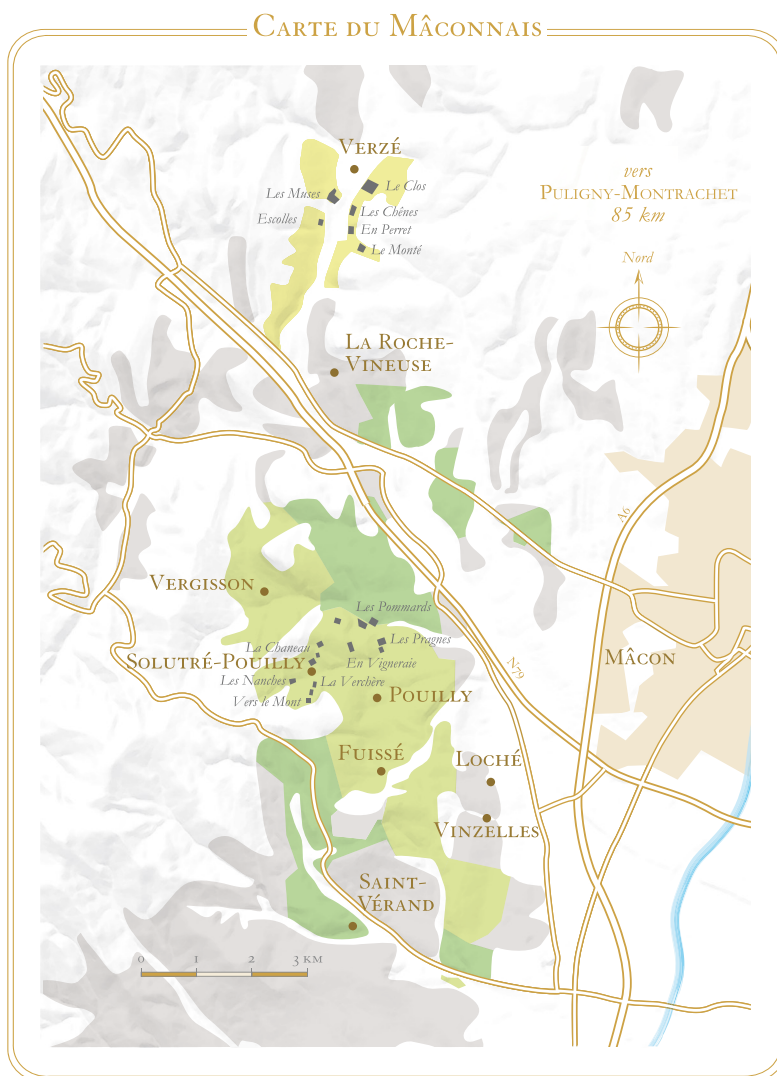 Carte du Mâconnais
Verzé
Le Clos
Les Muses
Les Chênes
Escolles
En Perret
Le Monté
vers
Puligny-Montrachet
85 km
Nord
La Roche-
Vineuse
A6
Vergisson
Les Pommards
Les Pragnes
La Chaneau
En Vigneraie
Solutré-Pouilly
Les Nanches
La Verchère
Vers le Mont
Pouilly
N79
Mâcon
Fuissé
Loché
Vinzelles
Saint-
Vérand
0 1 2 3 km